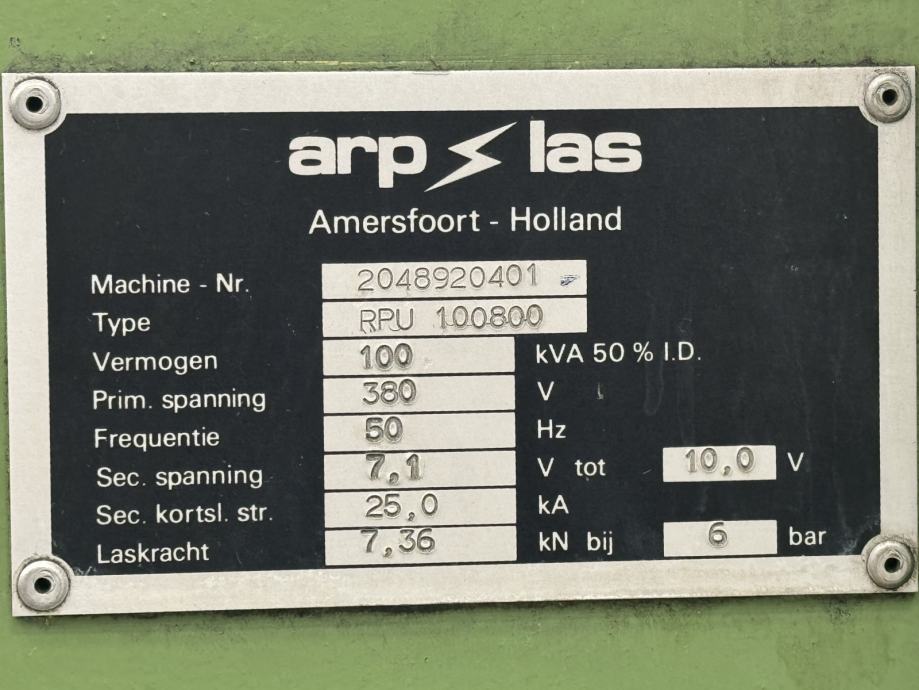 arp las
Amersfoort - Holland
Machine - Nr. 2048920401
Type RPU 100800
Vermogen 100 kVA 50 % I.D.
Prim. spanning 380 V
Frequentie 50 Hz
Sec. spanning 7,1 V tot 10,0 V
Sec. kortsl. str. 25,0 kA
Laskracht 7,36 kN bij 6 bar